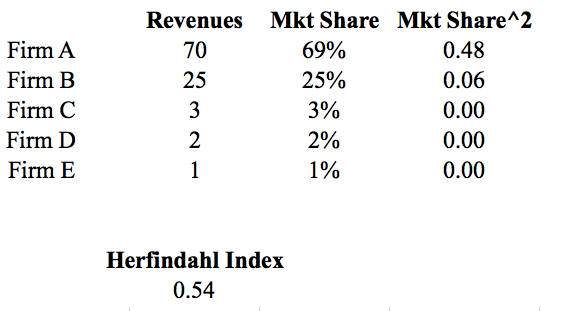 Revenues Mkt Share Mkt Share^2
Firm A 70 69% 0.48
Firm B 25 25% 0.06
Firm C 3 3% 0.00
Firm D 2 2% 0.00
Firm E 1 1% 0.00
Herfindahl Index
0.54